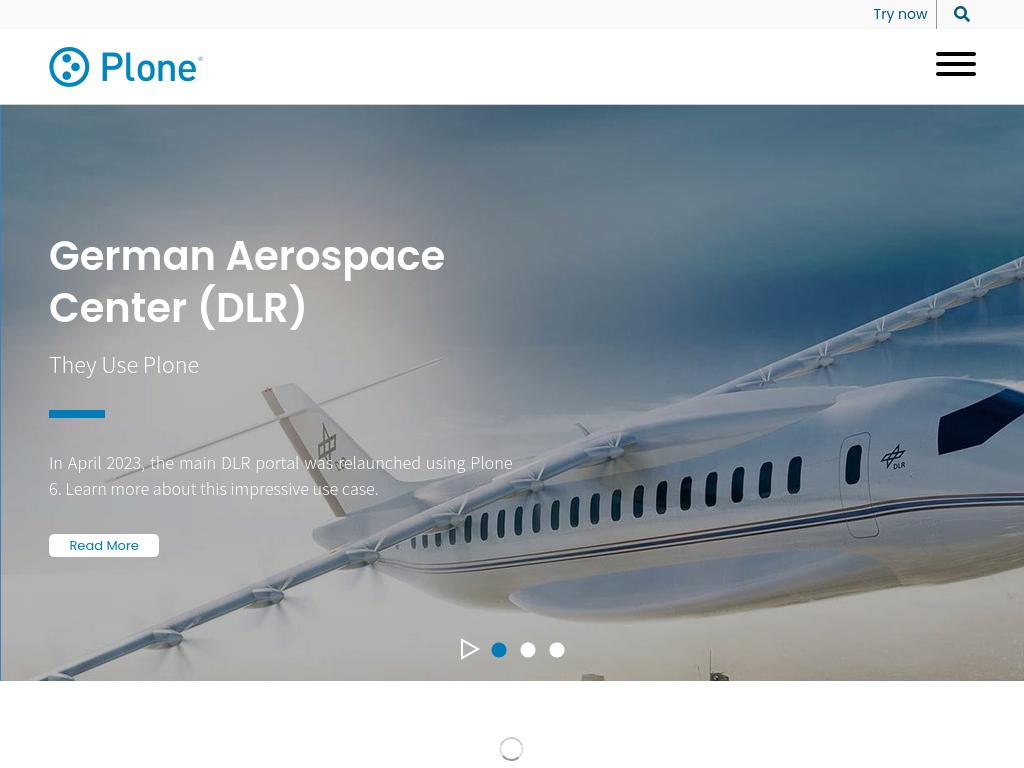 Try now
Plone®
German Aerospace
Center (DLR)
They Use Plone
In April 2023, the main DLR portal was relaunched using Plone
6. Learn more about this impressive use case.
DLR
Read More